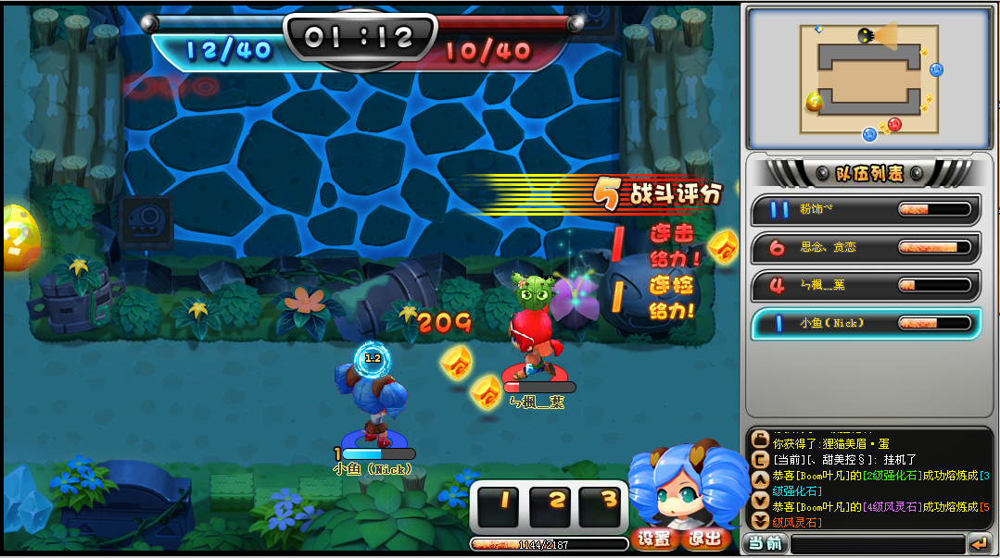 12/40
01:12
10/40
5 战斗评分
1 连击
给力！
1 连捡
给力！
209
1.2
ㄣ楓__葉
1
小鱼（Nick）
1
2
3
1144/2187
设置
退出
队伍列表
11 粉饰
6 思念、贪恋
4 ㄣ楓__葉
1 小鱼（Nick）
你获得了:狸猫美眉·蛋
[当前][、甜美控§]: 挂机了
恭喜[Boom叶凡]的[2级强化石]成功熔炼成[3
级强化石]
恭喜[Boom叶凡]的[4级风灵石]成功熔炼成[5
级风灵石]
当前